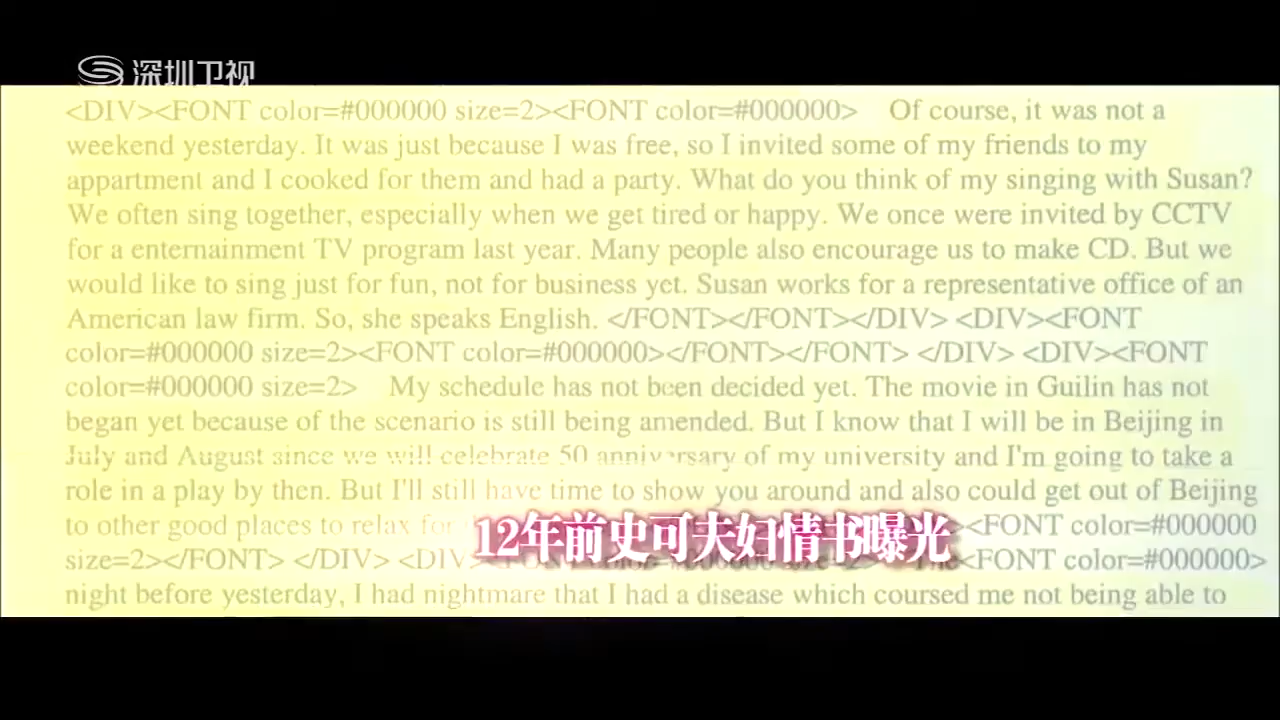 深圳卫视
<DIV><FONT color=#000000 size=2><FONT color=#000000> Of course, it was not a
weekend yesterday. It was just because I was free, so I invited some of my friends to my
appartment and I cooked for them and had a party. What do you think of my singing with Susan?
We often sing together, especially when we get tired or happy. We once were invited by CCTV
for a enternainment TV program last year. Many people also encourage us to make CD. But we
would like to sing just for fun, not for business yet. Susan works for a representative office of an
American law firm. So, she speaks English. </FONT></FONT></DIV> <DIV><FONT
color=#000000 size=2><FONT color=#000000></FONT></FONT> </DIV> <DIV><FONT
color=#000000 size=2> My schedule has not been decided yet. The movie in Guilin has not
began yet because of the scenario is still being amended. But I know that I will be in Beijing in
July and August since we will celebrate 50 anniversary of my university and I'm going to take a
role in a play by then. But I'll still have time to show you around and also could get out of Beijing
to other good places to relax for <FONT color=#000000
12年前史可夫妇情书曝光
size=2></FONT> </DIV> <DIV><FONT color=#000000 size=2> The<FONT color=#000000>
night before yesterday, I had nightmare that I had a disease which coursed me not being able to